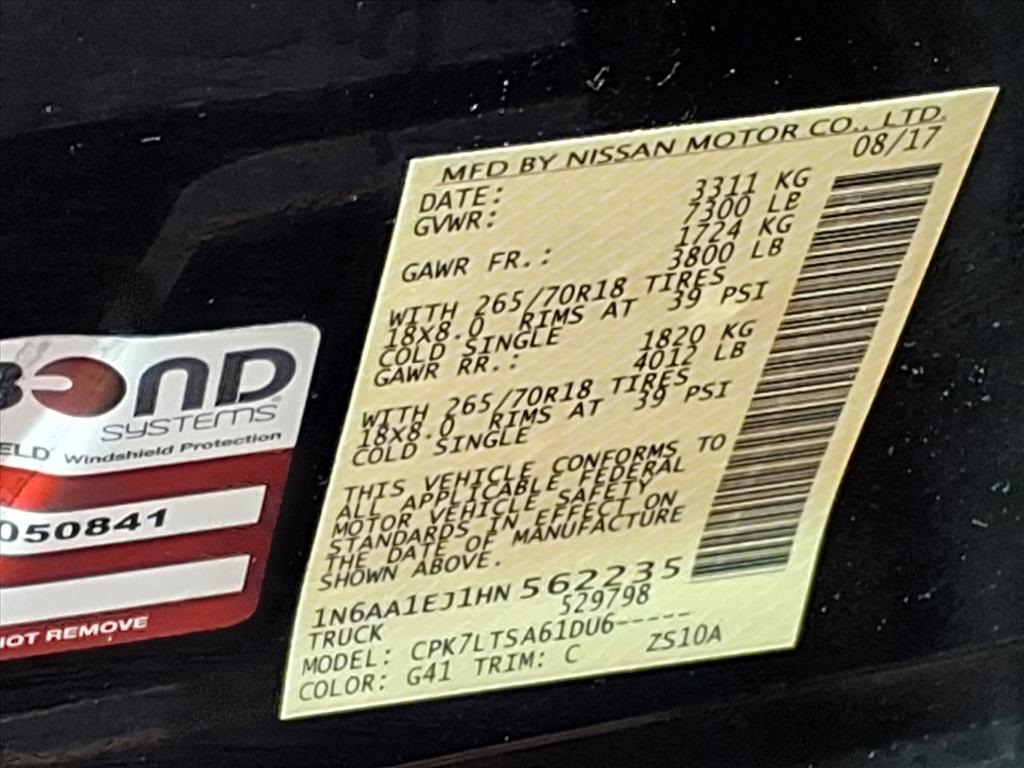 MFD BY NISSAN MOTOR CO., LTD.
DATE: 08/17
GVWR: 3311 KG
7300 LB
GAWR FR.: 1724 KG
3800 LB
WITH 265/70R18 TIRES
18X8.0 RIMS AT 39 PSI
COLD SINGLE
GAWR RR.: 1820 KG
4012 LB
WITH 265/70R18 TIRES
18X8.0 RIMS AT 39 PSI
COLD SINGLE
THIS VEHICLE CONFORMS TO
ALL APPLICABLE FEDERAL
MOTOR VEHICLE SAFETY
STANDARDS IN EFFECT ON
THE DATE OF MANUFACTURE
SHOWN ABOVE.
1N6AA1EJ1HN 562235
TRUCK 529798
MODEL: CPK7LTSA61DU6-----
COLOR: G41 TRIM: C ZS10A
BOND
SYSTEMS
ELD Windshield Protection
050841
NOT REMOVE